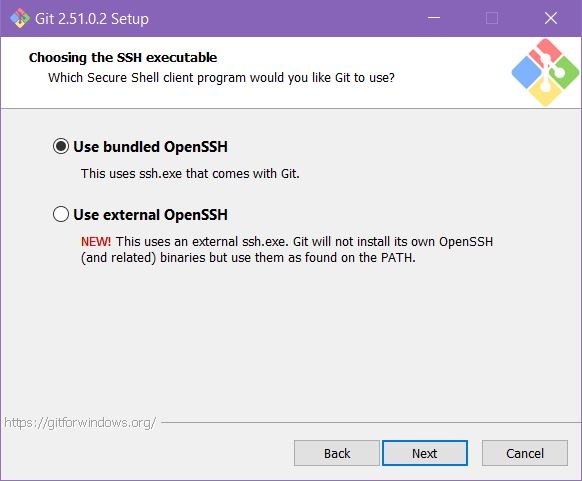 Git 2.51.0.2 Setup
Choosing the SSH executable
Which Secure Shell client program would you like Git to use?
Use bundled OpenSSH
This uses ssh.exe that comes with Git.
Use external OpenSSH
NEW! This uses an external ssh.exe. Git will not install its own OpenSSH
(and related) binaries but use them as found on the PATH.
https://gitforwindows.org/
Back
Next
Cancel